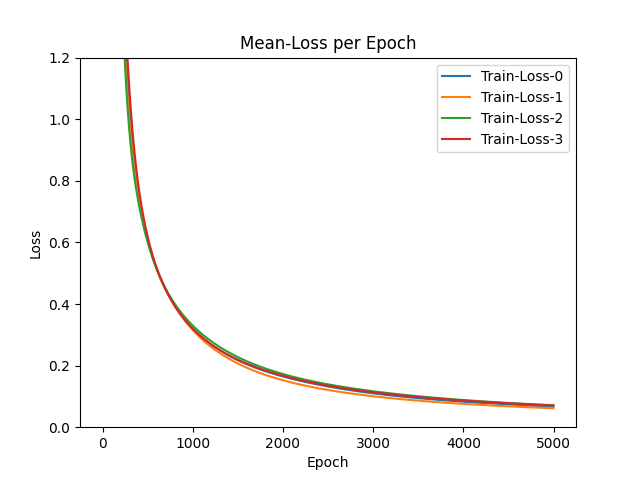 Mean-Loss per Epoch
1.2
1.0
0.8
0.6
0.4
0.2
0.0
Loss
Train-Loss-0
Train-Loss-1
Train-Loss-2
Train-Loss-3
0 1000 2000 3000 4000 5000
Epoch